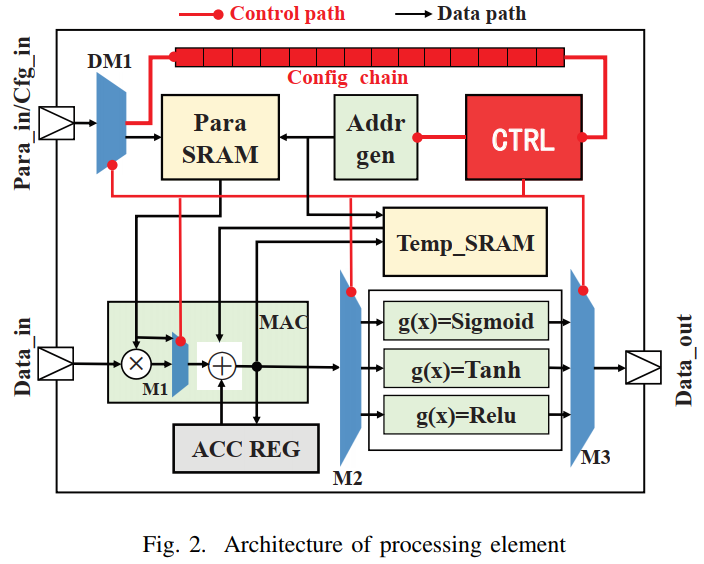 Control path
Data path
Para_in/Cfg_in
DM1
Config chain
Para
SRAM
Addr
gen
CTRL
Temp_SRAM
MAC
g(x)=Sigmoid
g(x)=Tanh
g(x)=Relu
Data_in
×
M1
+
ACC REG
M2
M3
Data_out
Fig. 2. Architecture of processing element